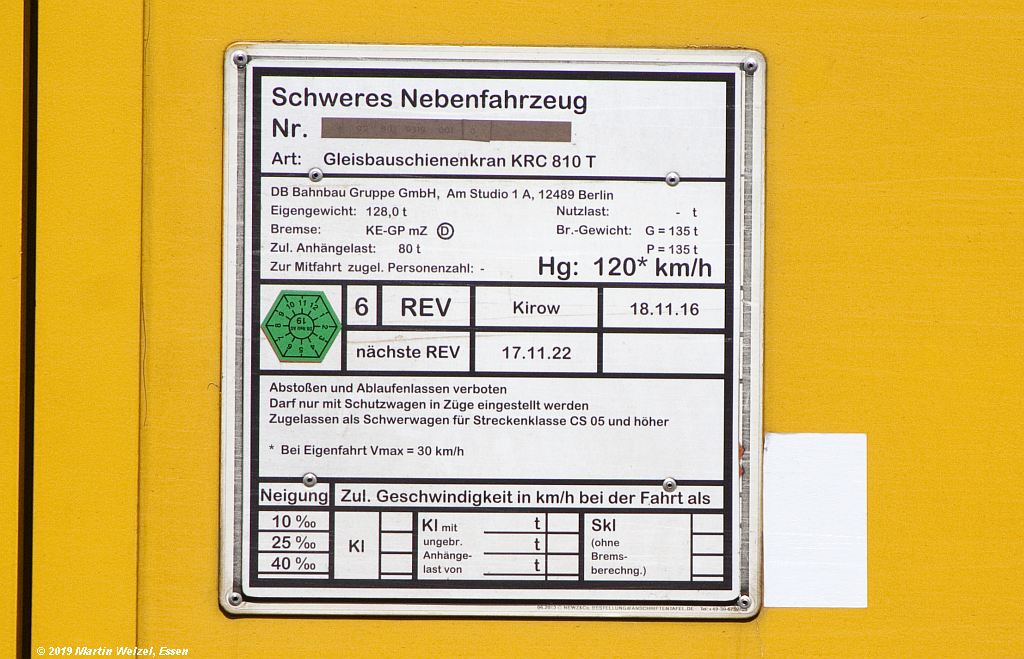 Schweres Nebenfahrzeug
Nr.
Art: Gleisbauschienenkran KRC 810 T
DB Bahnbau Gruppe GmbH, Am Studio 1 A, 12489 Berlin
Eigengewicht: 128,0 t Nutzlast: - t
Bremse: KE-GP mZ D Br.-Gewicht: G = 135 t
Zul. Anhängelast: 80 t P = 135 t
Zur Mitfahrt zugel. Personenzahl: - Hg: 120* km/h
6 REV Kirow 18.11.16
19
nächste REV 17.11.22
Abstoßen und Ablaufenlassen verboten
Darf nur mit Schutzwagen in Züge eingestellt werden
Zugelassen als Schwerwagen für Streckenklasse CS 05 und höher
* Bei Eigenfahrt Vmax = 30 km/h
Neigung Zul. Geschwindigkeit in km/h bei der Fahrt als
10 ‰
25 ‰
40 ‰
Kl
Kl mit t
ungebr. t
Anhänge- t
last von
Skl
(ohne
Brems-
berechng.)
© 2019 Martin Welzel, Essen